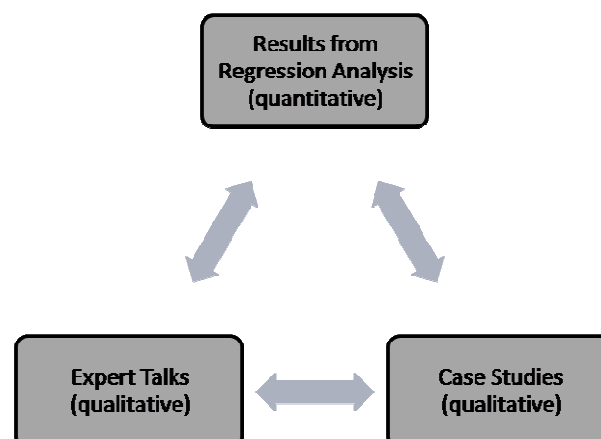 Results from
Regression Analysis
(quantitative)
Expert Talks
(qualitative)
Case Studies
(qualitative)